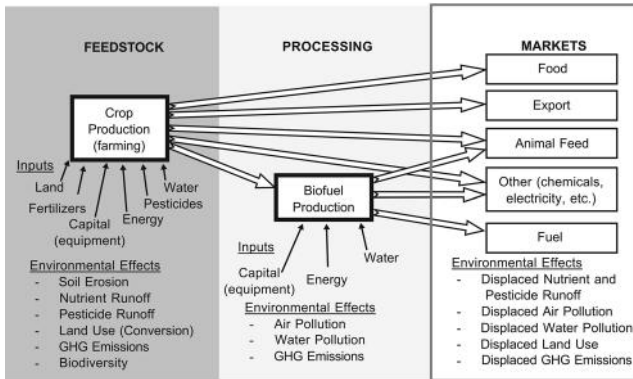 FEEDSTOCK
Crop
Production
(farming)
Inputs
Land
Fertilizers
Capital
(equipment)
Energy
Pesticides
Water
Environmental Effects
- Soil Erosion
- Nutrient Runoff
- Pesticide Runoff
- Land Use (Conversion)
- GHG Emissions
- Biodiversity
PROCESSING
Biofuel
Production
Inputs
Capital
(equipment)
Energy
Water
Environmental Effects
- Air Pollution
- Water Pollution
- GHG Emissions
MARKETS
Food
Export
Animal Feed
Other (chemicals,
electricity, etc.)
Fuel
Environmental Effects
- Displaced Nutrient and
Pesticide Runoff
- Displaced Air Pollution
- Displaced Water Pollution
- Displaced Land Use
- Displaced GHG Emissions